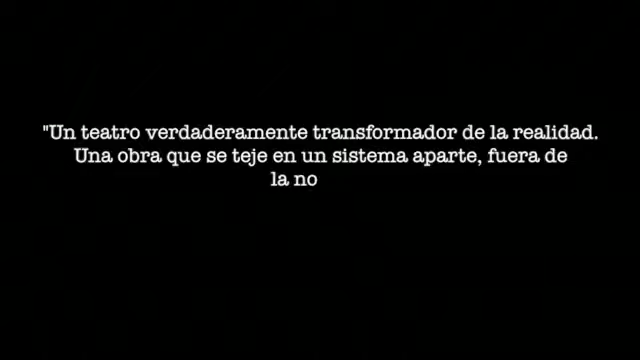 "Un teatro verdaderamente transformador de la realidad.
Una obra que se teje en un sistema aparte, fuera de
la no